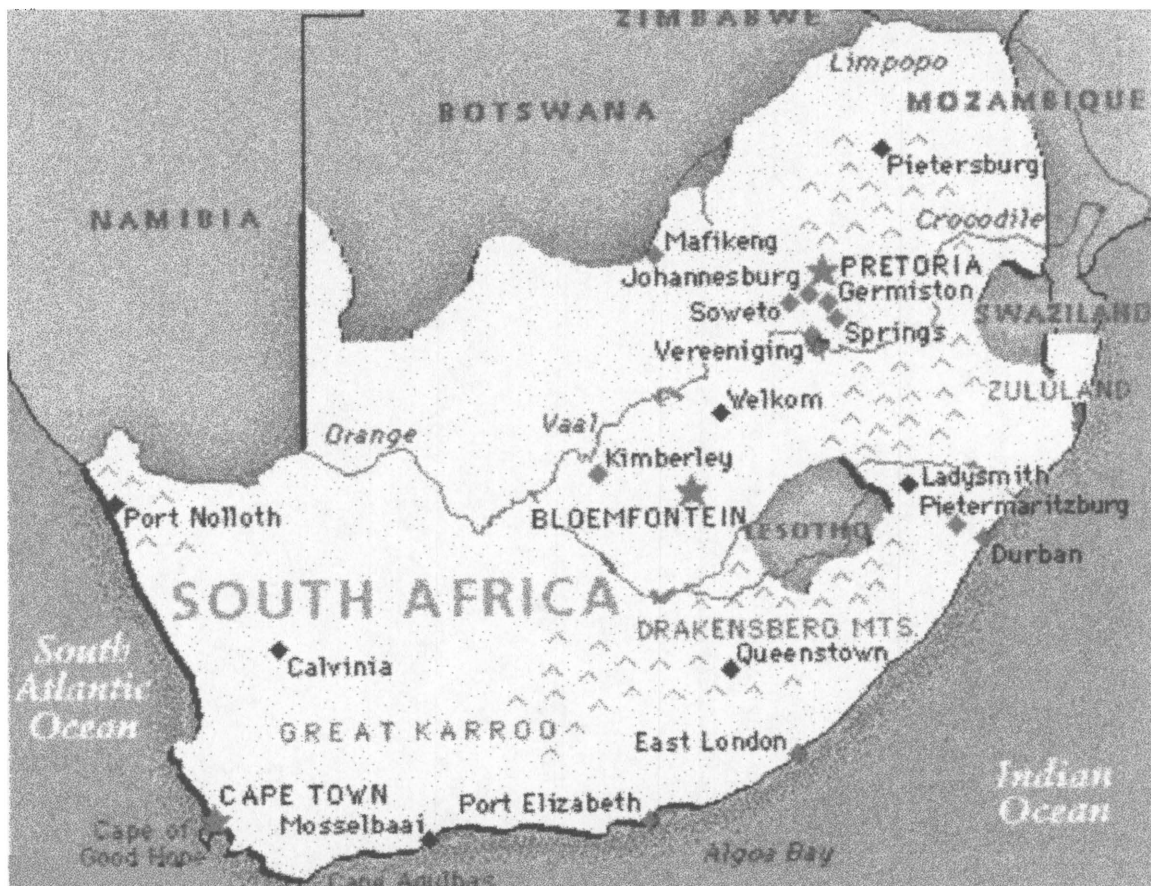 ZIMBABWE
Limpopo
MOZAMBIQUE
BOTSWANA
Pietersburg
NAMIBIA
Crocodile
Mafikeng
Johannesburg
PRETORIA
Germiston
Soweto
SWAZILAND
Springs
Vereeniging
ZULULAND
Welkom
Vaal
Orange
Kimberley
Ladysmith
Pietermaritzburg
Port Nolloth
BLOEMFONTEIN
LESOTHO
Durban
SOUTH AFRICA
DRAKENSBERG MTS.
South
Atlantic
Ocean
Queenstown
Calvinia
GREAT KARROO
East London
Indian
Ocean
CAPE TOWN
Port Elizabeth
Mosselbaai
Cape of
Good Hope
Algoa Bay
Cape Agulhas